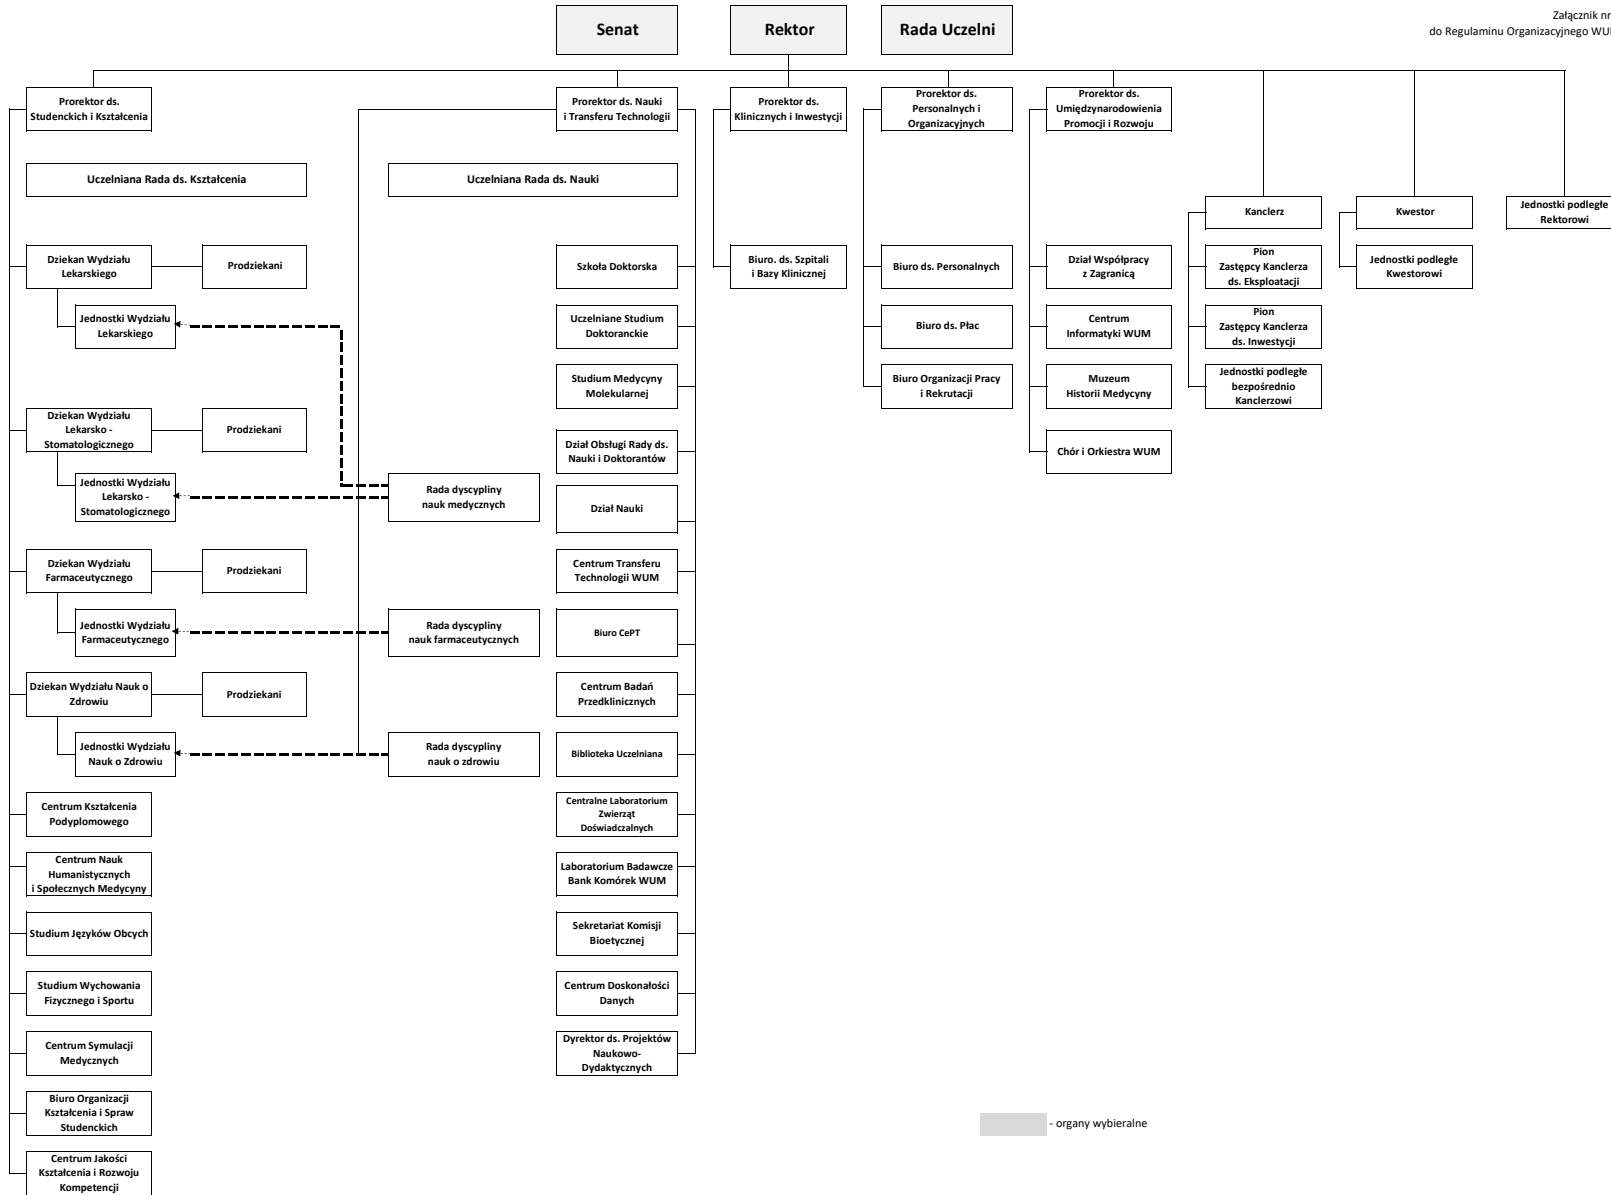 Senat
Rektor
Rada Uczelni
Załącznik nr
do Regulaminu Organizacyjnego WUM
Prorektor ds.
Studenckich i Kształcenia
Prorektor ds. Nauki
i Transferu Technologii
Prorektor ds.
Klinicznych i Inwestycji
Prorektor ds.
Personalnych i
Organizacyjnych
Prorektor ds.
Umiędzynarodowienia
Promocji i Rozwoju
Uczelniana Rada ds. Kształcenia
Uczelniana Rada ds. Nauki
Kanclerz
Kwestor
Jednostki podległe
Rektorowi
Dziekan Wydziału
Lekarskiego
Prodziekani
Szkoła Doktorska
Biuro. ds. Szpitali
i Bazy Klinicznej
Biuro ds. Personalnych
Dział Współpracy
z Zagranicą
Pion
Zastępcy Kanclerza
ds. Eksploatacji
Jednostki podległe
Kwestorowi
Jednostki Wydziału
Lekarskiego
Uczelniane Studium
Doktoranckie
Biuro ds. Płac
Centrum
Informatyki WUM
Pion
Zastępcy Kanclerza
ds. Inwestycji
Studium Medycyny
Molekularnej
Biuro Organizacji Pracy
i Rekrutacji
Muzeum
Historii Medycyny
Jednostki podległe
bezpośrednio
Kanclerzowi
Dziekan Wydziału
Lekarsko -
Stomatologicznego
Prodziekani
Dział Obsługi Rady ds.
Nauki i Doktorantów
Chór i Orkiestra WUM
Jednostki Wydziału
Lekarsko -
Stomatologicznego
Rada dyscypliny
nauk medycznych
Dział Nauki
Dziekan Wydziału
Farmaceutycznego
Prodziekani
Centrum Transferu
Technologii WUM
Jednostki Wydziału
Farmaceutycznego
Rada dyscypliny
nauk farmaceutycznych
Biuro CePT
Dziekan Wydziału Nauk o
Zdrowiu
Prodziekani
Centrum Badań
Przedklinicznych
Jednostki Wydziału
Nauk o Zdrowiu
Rada dyscypliny
nauk o zdrowiu
Biblioteka Uczelniana
Centrum Kształcenia
Podyplomowego
Centralne Laboratorium
Zwierząt
Doświadczalnych
Centrum Nauk
Humanistycznych
i Społecznych Medycyny
Laboratorium Badawcze
Bank Komórek WUM
Studium Języków Obcych
Sekretariat Komisji
Bioetycznej
Studium Wychowania
Fizycznego i Sportu
Centrum Doskonałości
Danych
Centrum Symulacji
Medycznych
Dyrektor ds. Projektów
Naukowo-
Dydaktycznych
Biuro Organizacji
Kształcenia i Spraw
Studenckich
- organy wybieralne
Centrum Jakości
Kształcenia i Rozwoju
Kompetencji